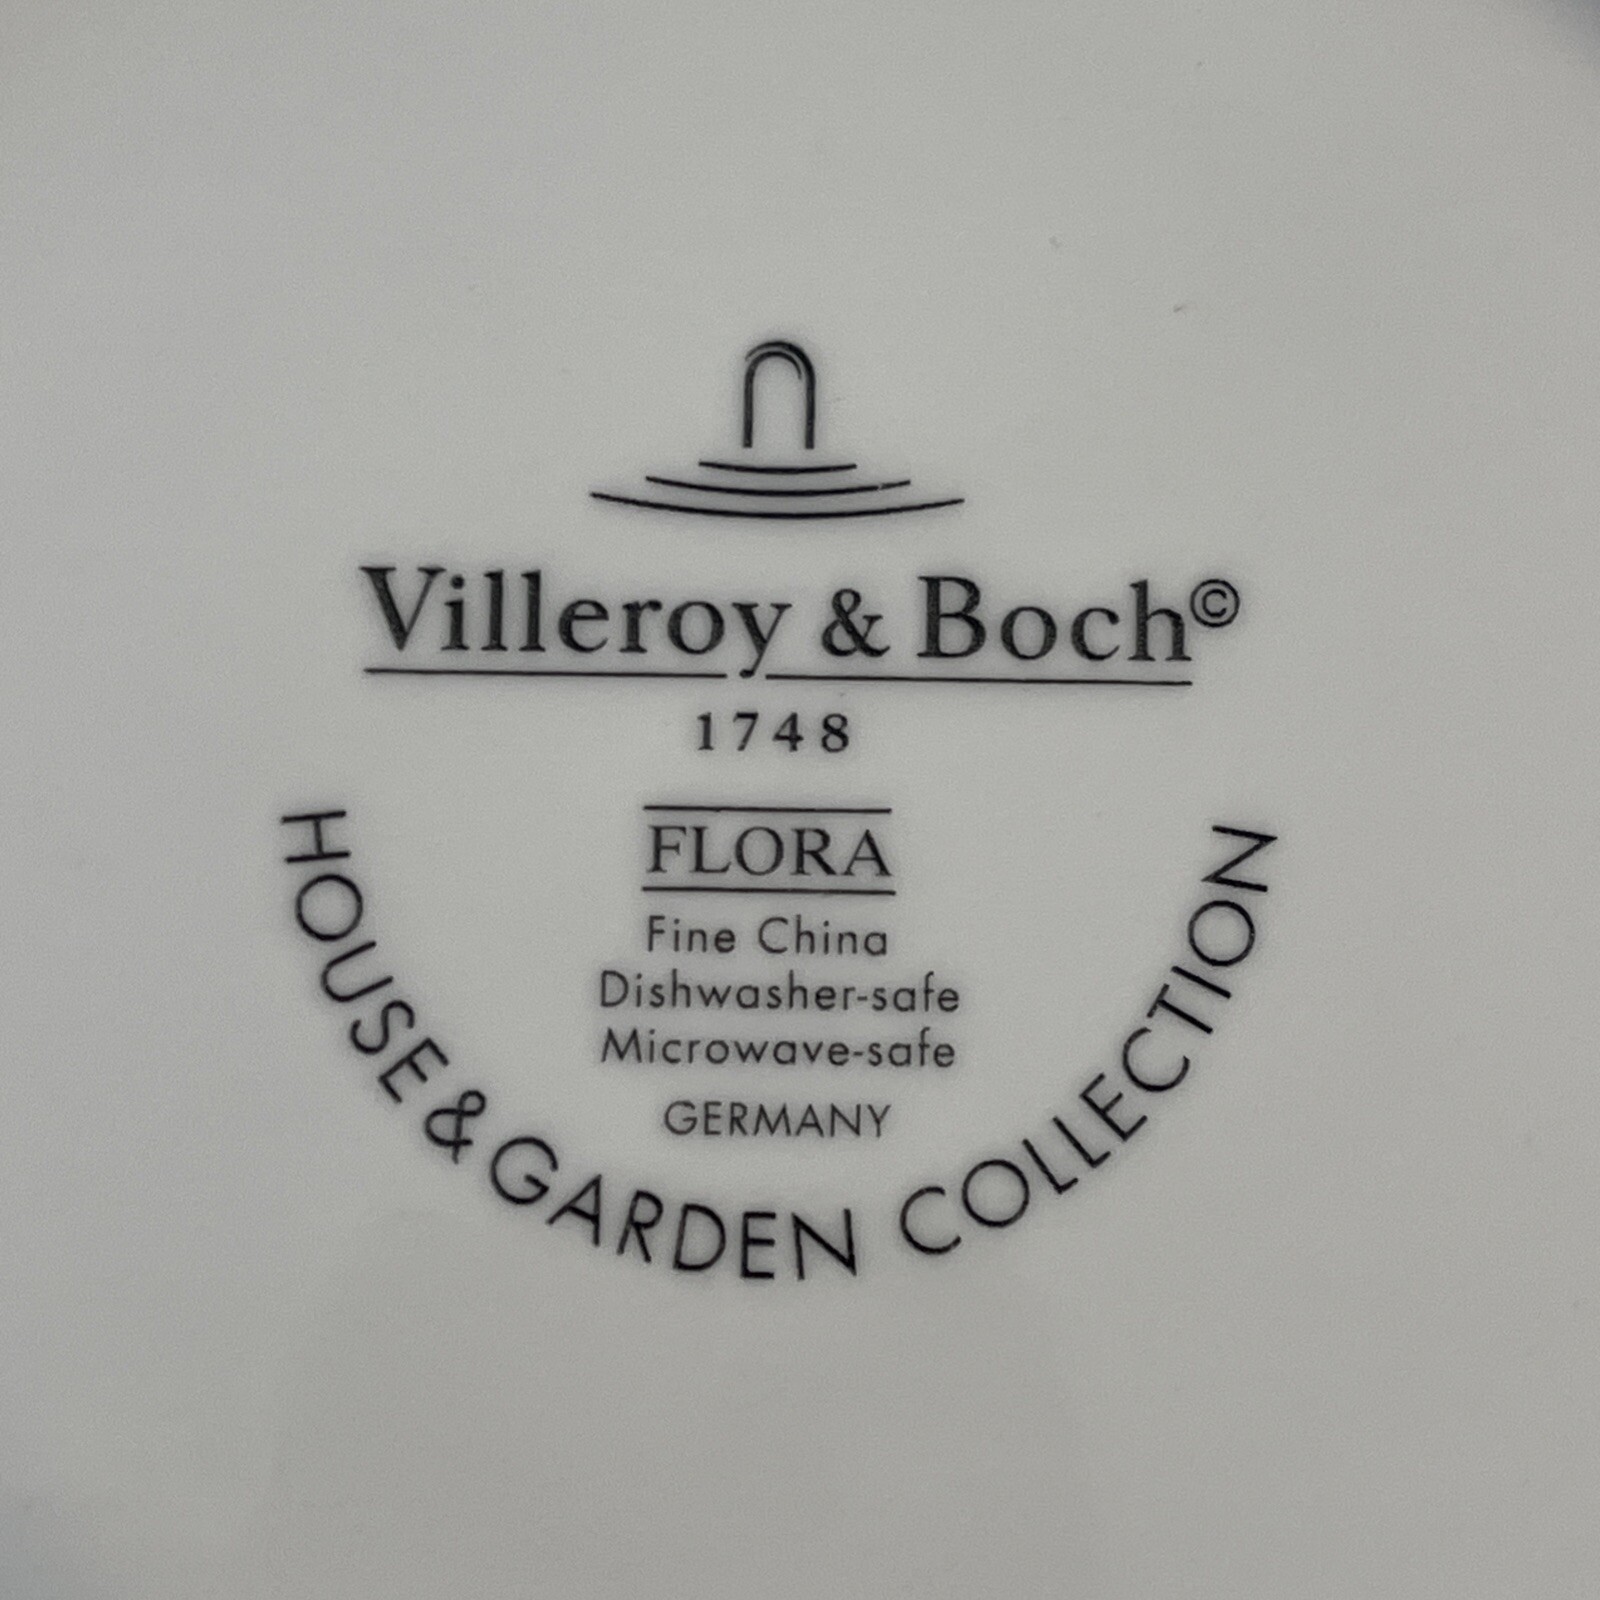 Villeroy & Boch©
1748
FLORA
Fine China
Dishwasher-safe
Microwave-safe
GERMANY
HOUSE & GARDEN COLLECTION